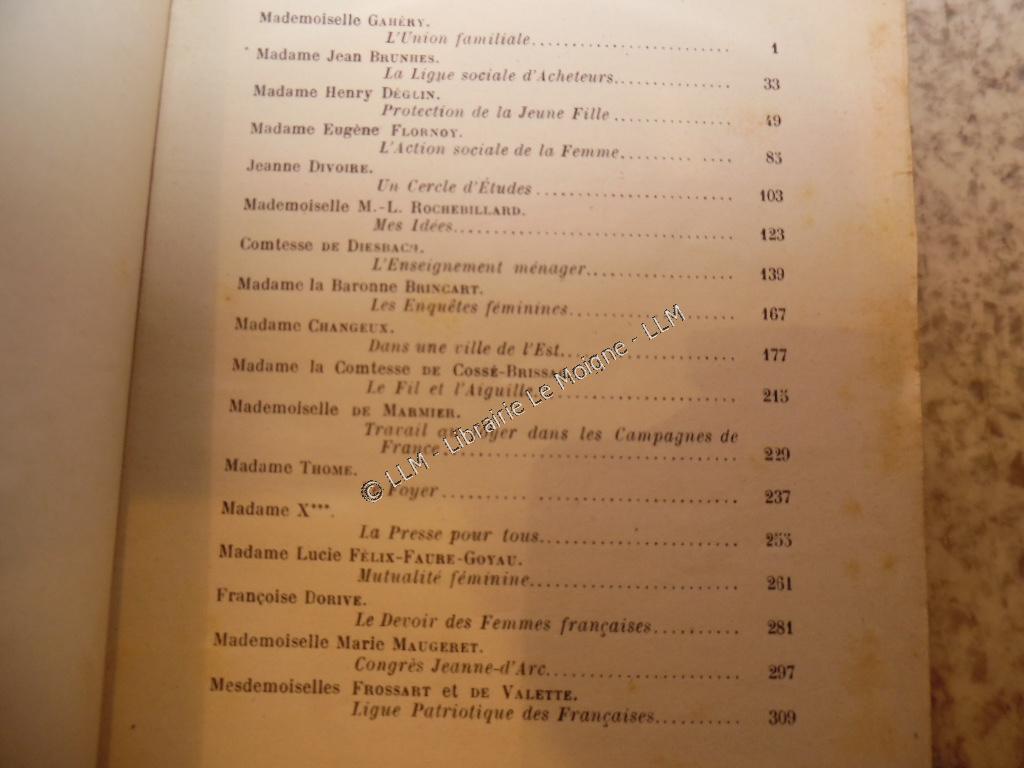 Mademoiselle GAHÉRY.
L'Union familiale........................ 1
Madame Jean BRUNHES.
La Ligue sociale d'Acheteurs.............. 33
Madame Henry DÉGLIN.
Protection de la Jeune Fille.............. 49
Madame Eugène FLORNOY.
L'Action sociale de la Femme......... .... 85
Jeanne DIVOIRE.
Un Cercle d'Études........................ 103
Mademoiselle M.-L. ROCHEBILLARD.
Mes Idées................................. 123
Comtesse DE DIESBACH.
L'Enseignement ménager.................... 139
Madame la Baronne BRINCART.
Les Enquêtes féminines.................... 167
Madame CHANGEUX.
Dans une ville de l'Est................... 177
Madame la Comtesse DE COSSÉ-BRISSAC.
Le Fil et l'Aiguille...................... 215
Mademoiselle DE MARMIER.
Travail au foyer dans les Campagnes de
France.................................... 229
Madame THOME.
Foyer.......... ....................... 237
Madame X***.
La Presse pour tous....................... 255
Madame Lucie FÉLIX-FAURE-GOYAU.
Mutualité féminine........................ 261
Françoise DORIVE.
Le Devoir des Femmes françaises........... 281
Mademoiselle Marie MAUGERET.
Congrès Jeanne-d'Arc...................... 297
Mesdemoiselles FROSSART et DE VALETTE.
Ligue Patriotique des Françaises.......... 309
© LLM - Librairie Le Moigne - LLM